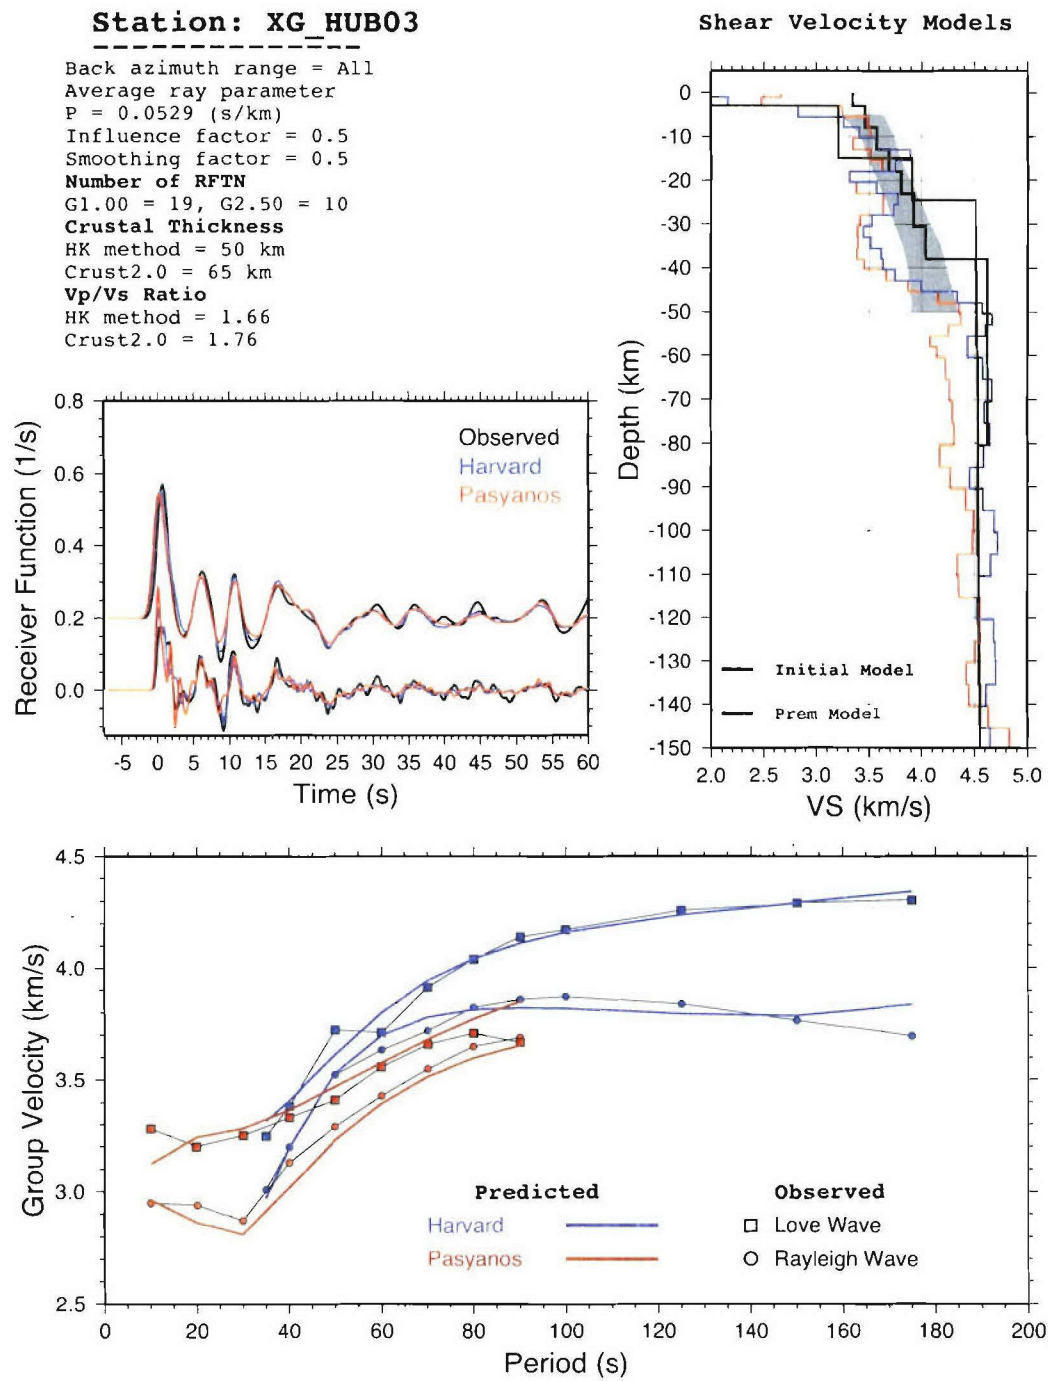 Station: XG_HUB03
Back azimuth range = All
Average ray parameter
P = 0.0529 (s/km)
Influence factor = 0.5
Smoothing factor = 0.5
Number of RFTN
G1.00 = 19, G2.50 = 10
Crustal Thickness
HK method = 50 km
Crust2.0 = 65 km
Vp/Vs Ratio
HK method = 1.66
Crust2.0 = 1.76
Shear Velocity Models
0
-10
-20
-30
-40
-50
-60
-70
-80
-90
-100
-110
-120
-130
-140
-150
Depth (km)
Initial Model
Prem Model
2.0 2.5 3.0 3.5 4.0 4.5 5.0
VS (km/s)
0.8
0.6
0.4
0.2
0.0
Receiver Function (1/s)
Observed
Harvard
Pasyanos
-5 0 5 10 15 20 25 30 35 40 45 50 55 60
Time (s)
4.5
4.0
3.5
3.0
2.5
Group Velocity (km/s)
Predicted Observed
Harvard Love Wave
Pasyanos Rayleigh Wave
0 20 40 60 80 100 120 140 160 180 200
Period (s)